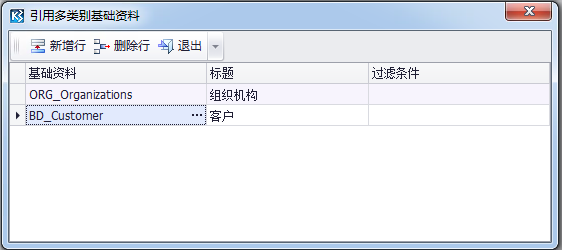 引用多类别基础资料
新增行 删除行 退出
基础资料 标题 过滤条件
ORG_Organizations 组织机构
BD_Customer ... 客户